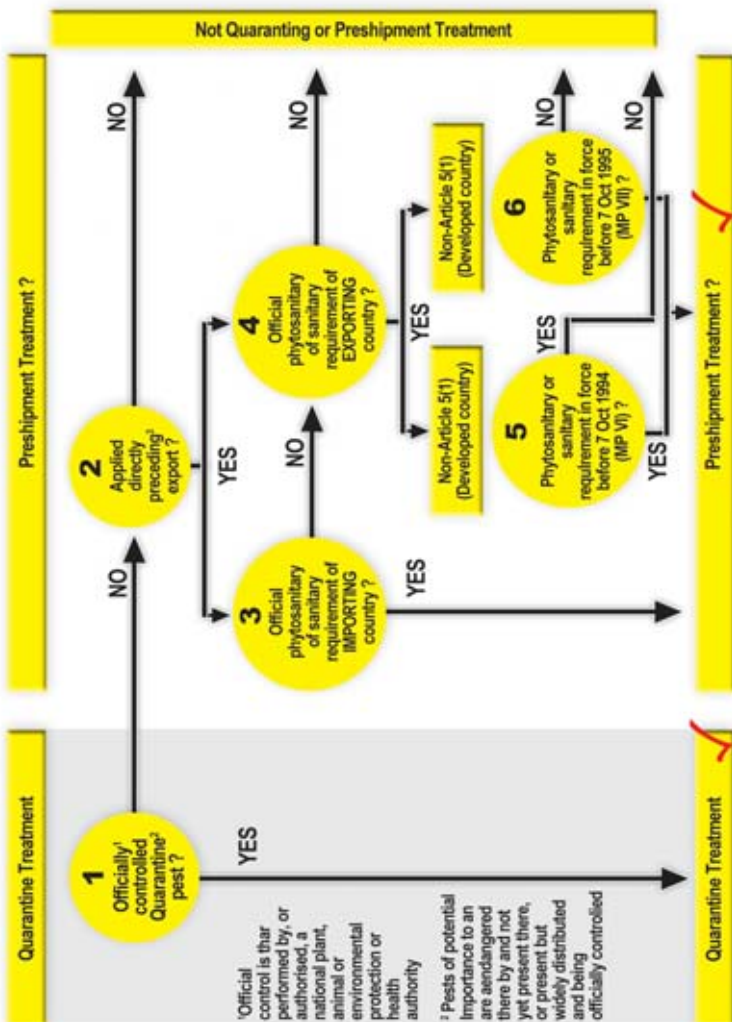 Quarantine Treatment
Preshipment Treatment ?
1
Officially¹
controlled
Quarantine²
pest ?
NO
2
Applied
directly
preceding³
export ?
NO
YES
YES
3
Official
phytosanitary
of sanitary
requirement of
IMPORTING
country ?
NO
4
Official
phytosanitary
of sanitary
requirement of
EXPORTING
country ?
NO
YES
YES
Non-Article 5(1)
(Developed country)
Non-Article 5(1)
(Developed country)
5
Phytosanitary or
sanitary
requirement in force
before 7 Oct 1994
(MP VI) ?
YES
YES
6
Phytosanitary or
sanitary
requirement in force
before 7 Oct 1995
(MP VII) ?
NO
NO
Not Quaranting or Preshipment Treatment
¹Official
control is thar
performed by, or
authorised, a
national plant,
animal or
environmental
protection or
health
authority
² Pests of potential
Importance to an
are aendangered
there by and not
yet present there,
or present but
widely distributed
and being
officially controlled
Quarantine Treatment
Preshipment Treatment ?